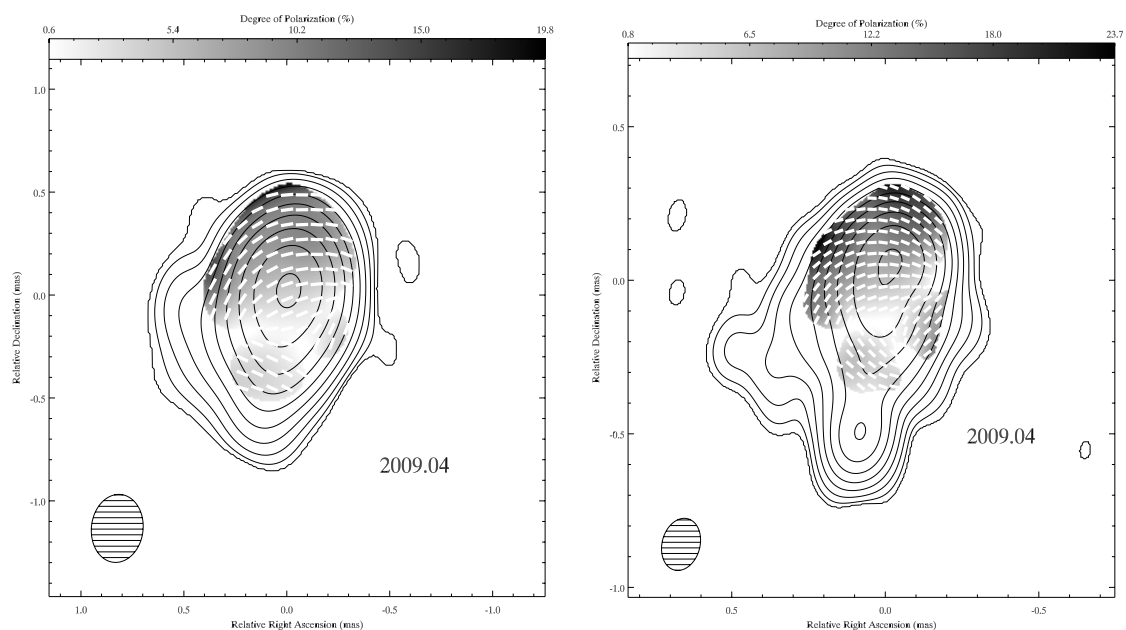 Degree of Polarization (%)
0.6 5.4 10.2 15.0 19.8
1.0
0.5
0.0
-0.5
-1.0
Relative Declination (mas)
2009.04
1.0 0.5 0.0 -0.5 -1.0
Relative Right Ascension (mas)
Degree of Polarization (%)
0.8 6.5 12.2 18.0 23.7
0.5
0.0
-0.5
-1.0
Relative Declination (mas)
2009.04
0.5 0.0 -0.5
Relative Right Ascension (mas)